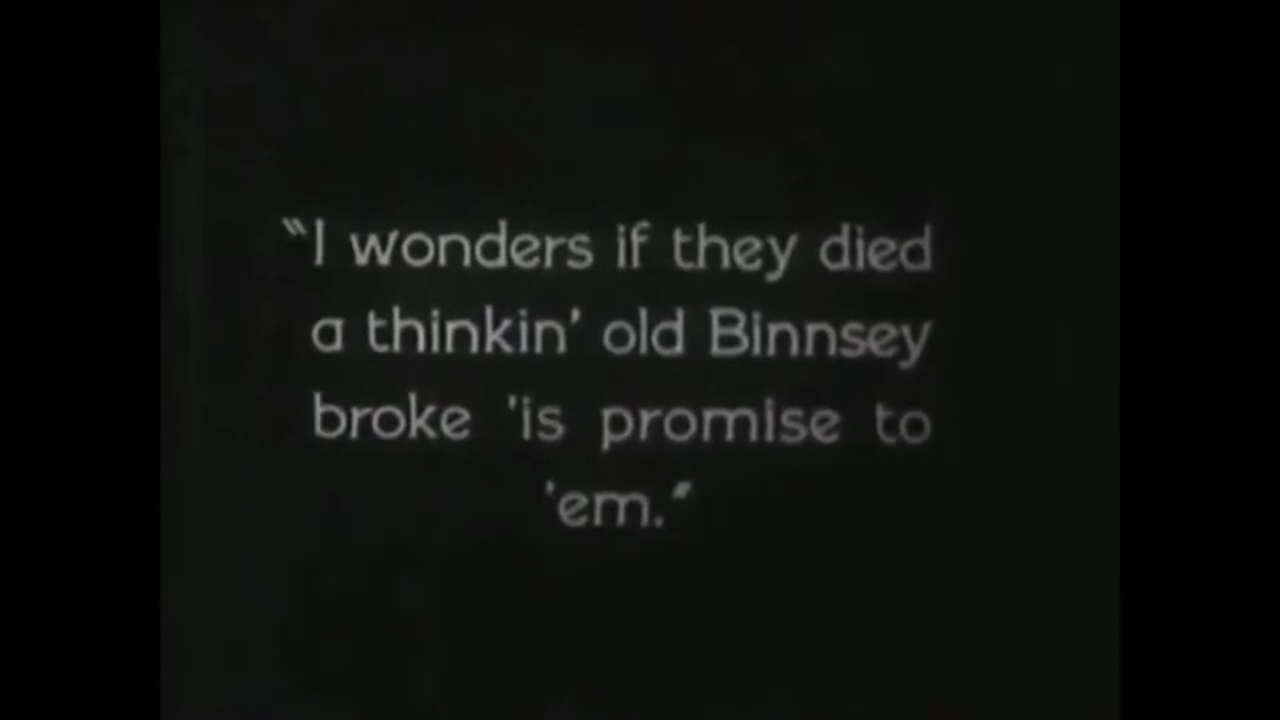 "I wonders if they died
a thinkin' old Binnsey
broke 'is promise to
'em."